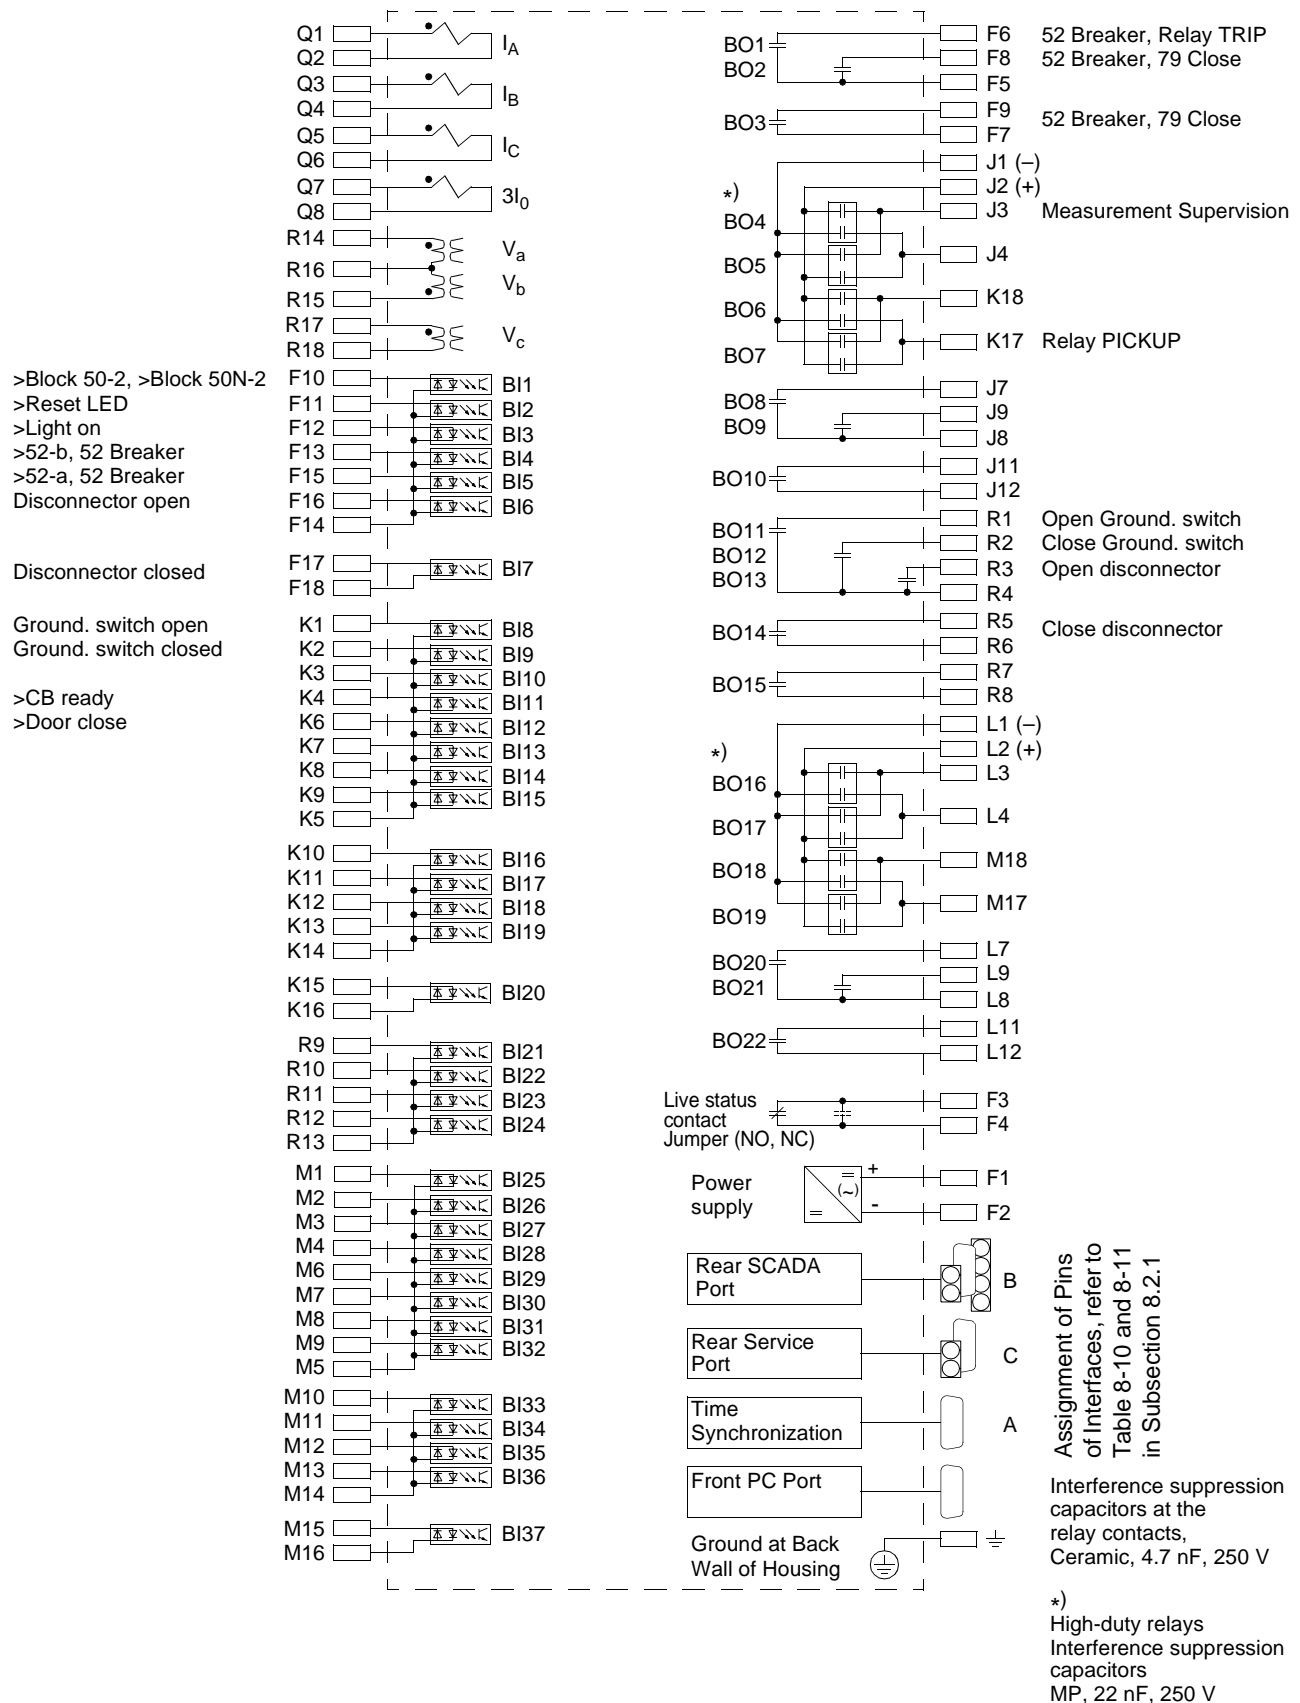 Q1
Q2
I_A
Q3
Q4
I_B
Q5
Q6
I_C
Q7
Q8
3I_0
R14
V_a
R16
V_b
R15
R17
V_c
R18
>Block 50-2, >Block 50N-2 F10 BI1
>Reset LED F11 BI2
>Light on F12 BI3
>52-b, 52 Breaker F13 BI4
>52-a, 52 Breaker F15 BI5
Disconnector open F16 BI6
F14
F17
Disconnector closed BI7
F18
Ground. switch open K1 BI8
Ground. switch closed K2 BI9
K3 BI10
>CB ready K4 BI11
>Door close K6 BI12
K7 BI13
K8 BI14
K9 BI15
K5
K10 BI16
K11 BI17
K12 BI18
K13 BI19
K14
K15 BI20
K16
R9 BI21
R10 BI22
R11 BI23
R12 BI24
R13
M1 BI25
M2 BI26
M3 BI27
M4 BI28
M6 BI29
M7 BI30
M8 BI31
M9 BI32
M5
M10 BI33
M11 BI34
M12 BI35
M13 BI36
M14
M15 BI37
M16
BO1 F6 52 Breaker, Relay TRIP
BO2 F8 52 Breaker, 79 Close
F5
BO3 F9
52 Breaker, 79 Close
F7
J1 (–)
*) J2 (+)
BO4 J3 Measurement Supervision
BO5 J4
BO6 K18
BO7 K17 Relay PICKUP
BO8 J7
BO9 J9
J8
BO10 J11
J12
BO11 R1 Open Ground. switch
BO12 R2 Close Ground. switch
BO13 R3 Open disconnector
R4
BO14 R5
Close disconnector
R6
BO15 R7
R8
L1 (–)
*) L2 (+)
BO16 L3
BO17 L4
BO18 M18
BO19 M17
BO20 L7
BO21 L9
L8
BO22 L11
L12
Live status F3
contact F4
Jumper (NO, NC)
Power + F1
(~)
supply - F2
Rear SCADA
Port
B
Rear Service
Port
C
Time
Synchronization
A
Front PC Port
Ground at Back
Wall of Housing
Assignment of Pins
of Interfaces, refer to
Table 8-10 and 8-11
in Subsection 8.2.1
Interference suppression
capacitors at the
relay contacts,
Ceramic, 4.7 nF, 250 V
*)
High-duty relays
Interference suppression
capacitors
MP, 22 nF, 250 V